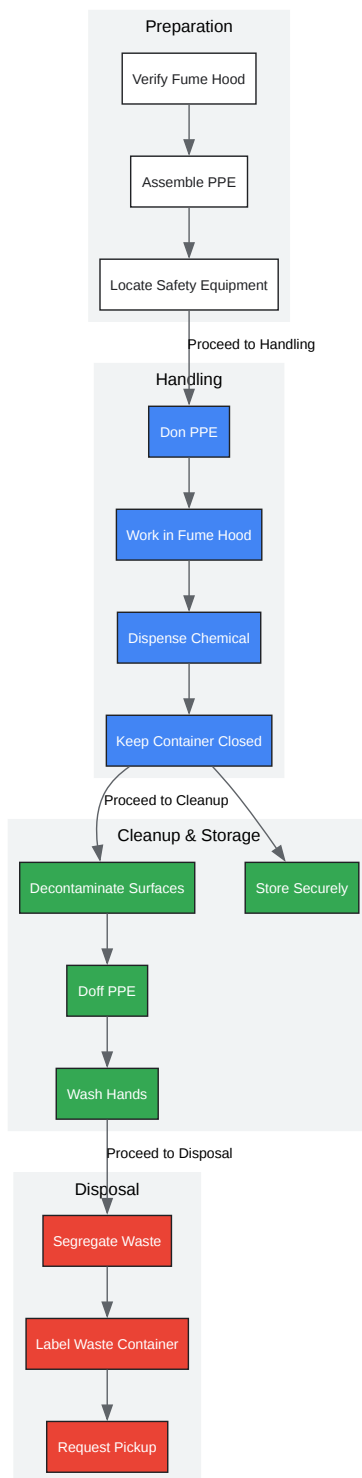 Preparation
Verify Fume Hood
Assemble PPE
Locate Safety Equipment
Proceed to Handling
Handling
Don PPE
Work in Fume Hood
Dispense Chemical
Keep Container Closed
Proceed to Cleanup
Cleanup & Storage
Decontaminate Surfaces
Store Securely
Doff PPE
Wash Hands
Proceed to Disposal
Disposal
Segregate Waste
Label Waste Container
Request Pickup